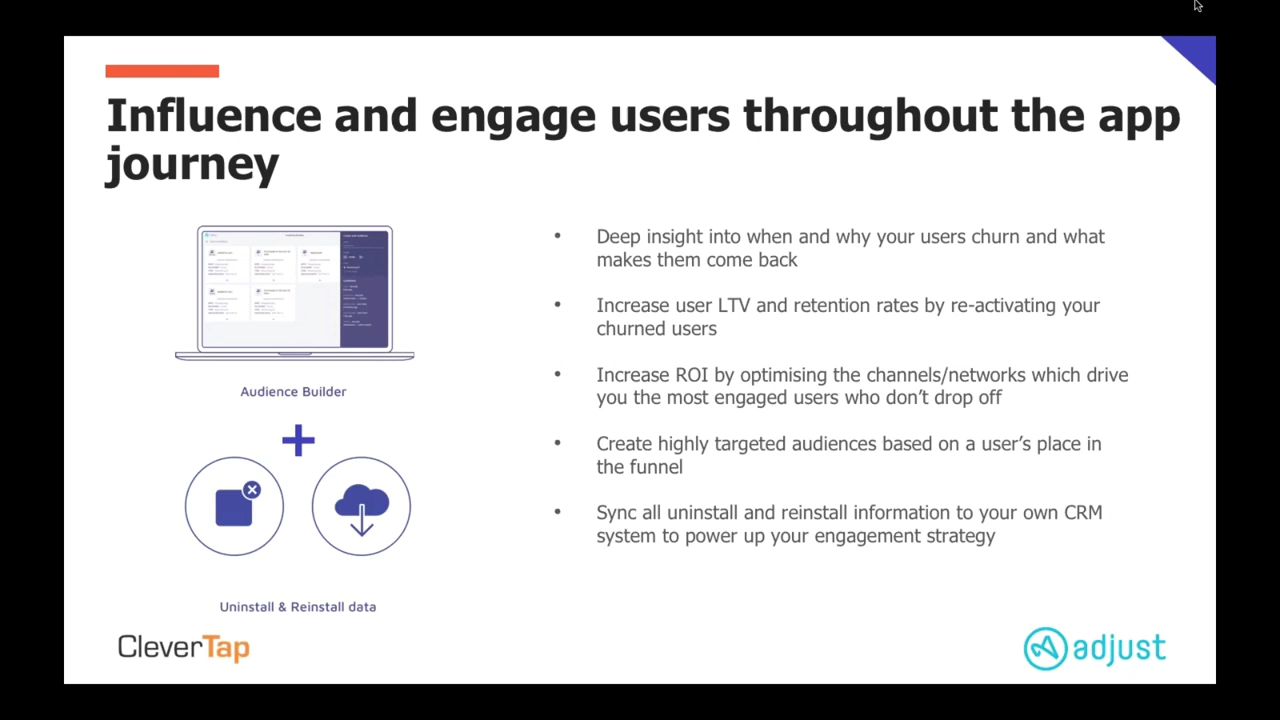 Influence and engage users throughout the app
journey
Audience Builder
Uninstall & Reinstall data
• Deep insight into when and why your users churn and what
makes them come back
• Increase user LTV and retention rates by re-activating your
churned users
• Increase ROI by optimising the channels/networks which drive
you the most engaged users who don’t drop off
• Create highly targeted audiences based on a user’s place in
the funnel
• Sync all uninstall and reinstall information to your own CRM
system to power up your engagement strategy
CleverTap
adjust